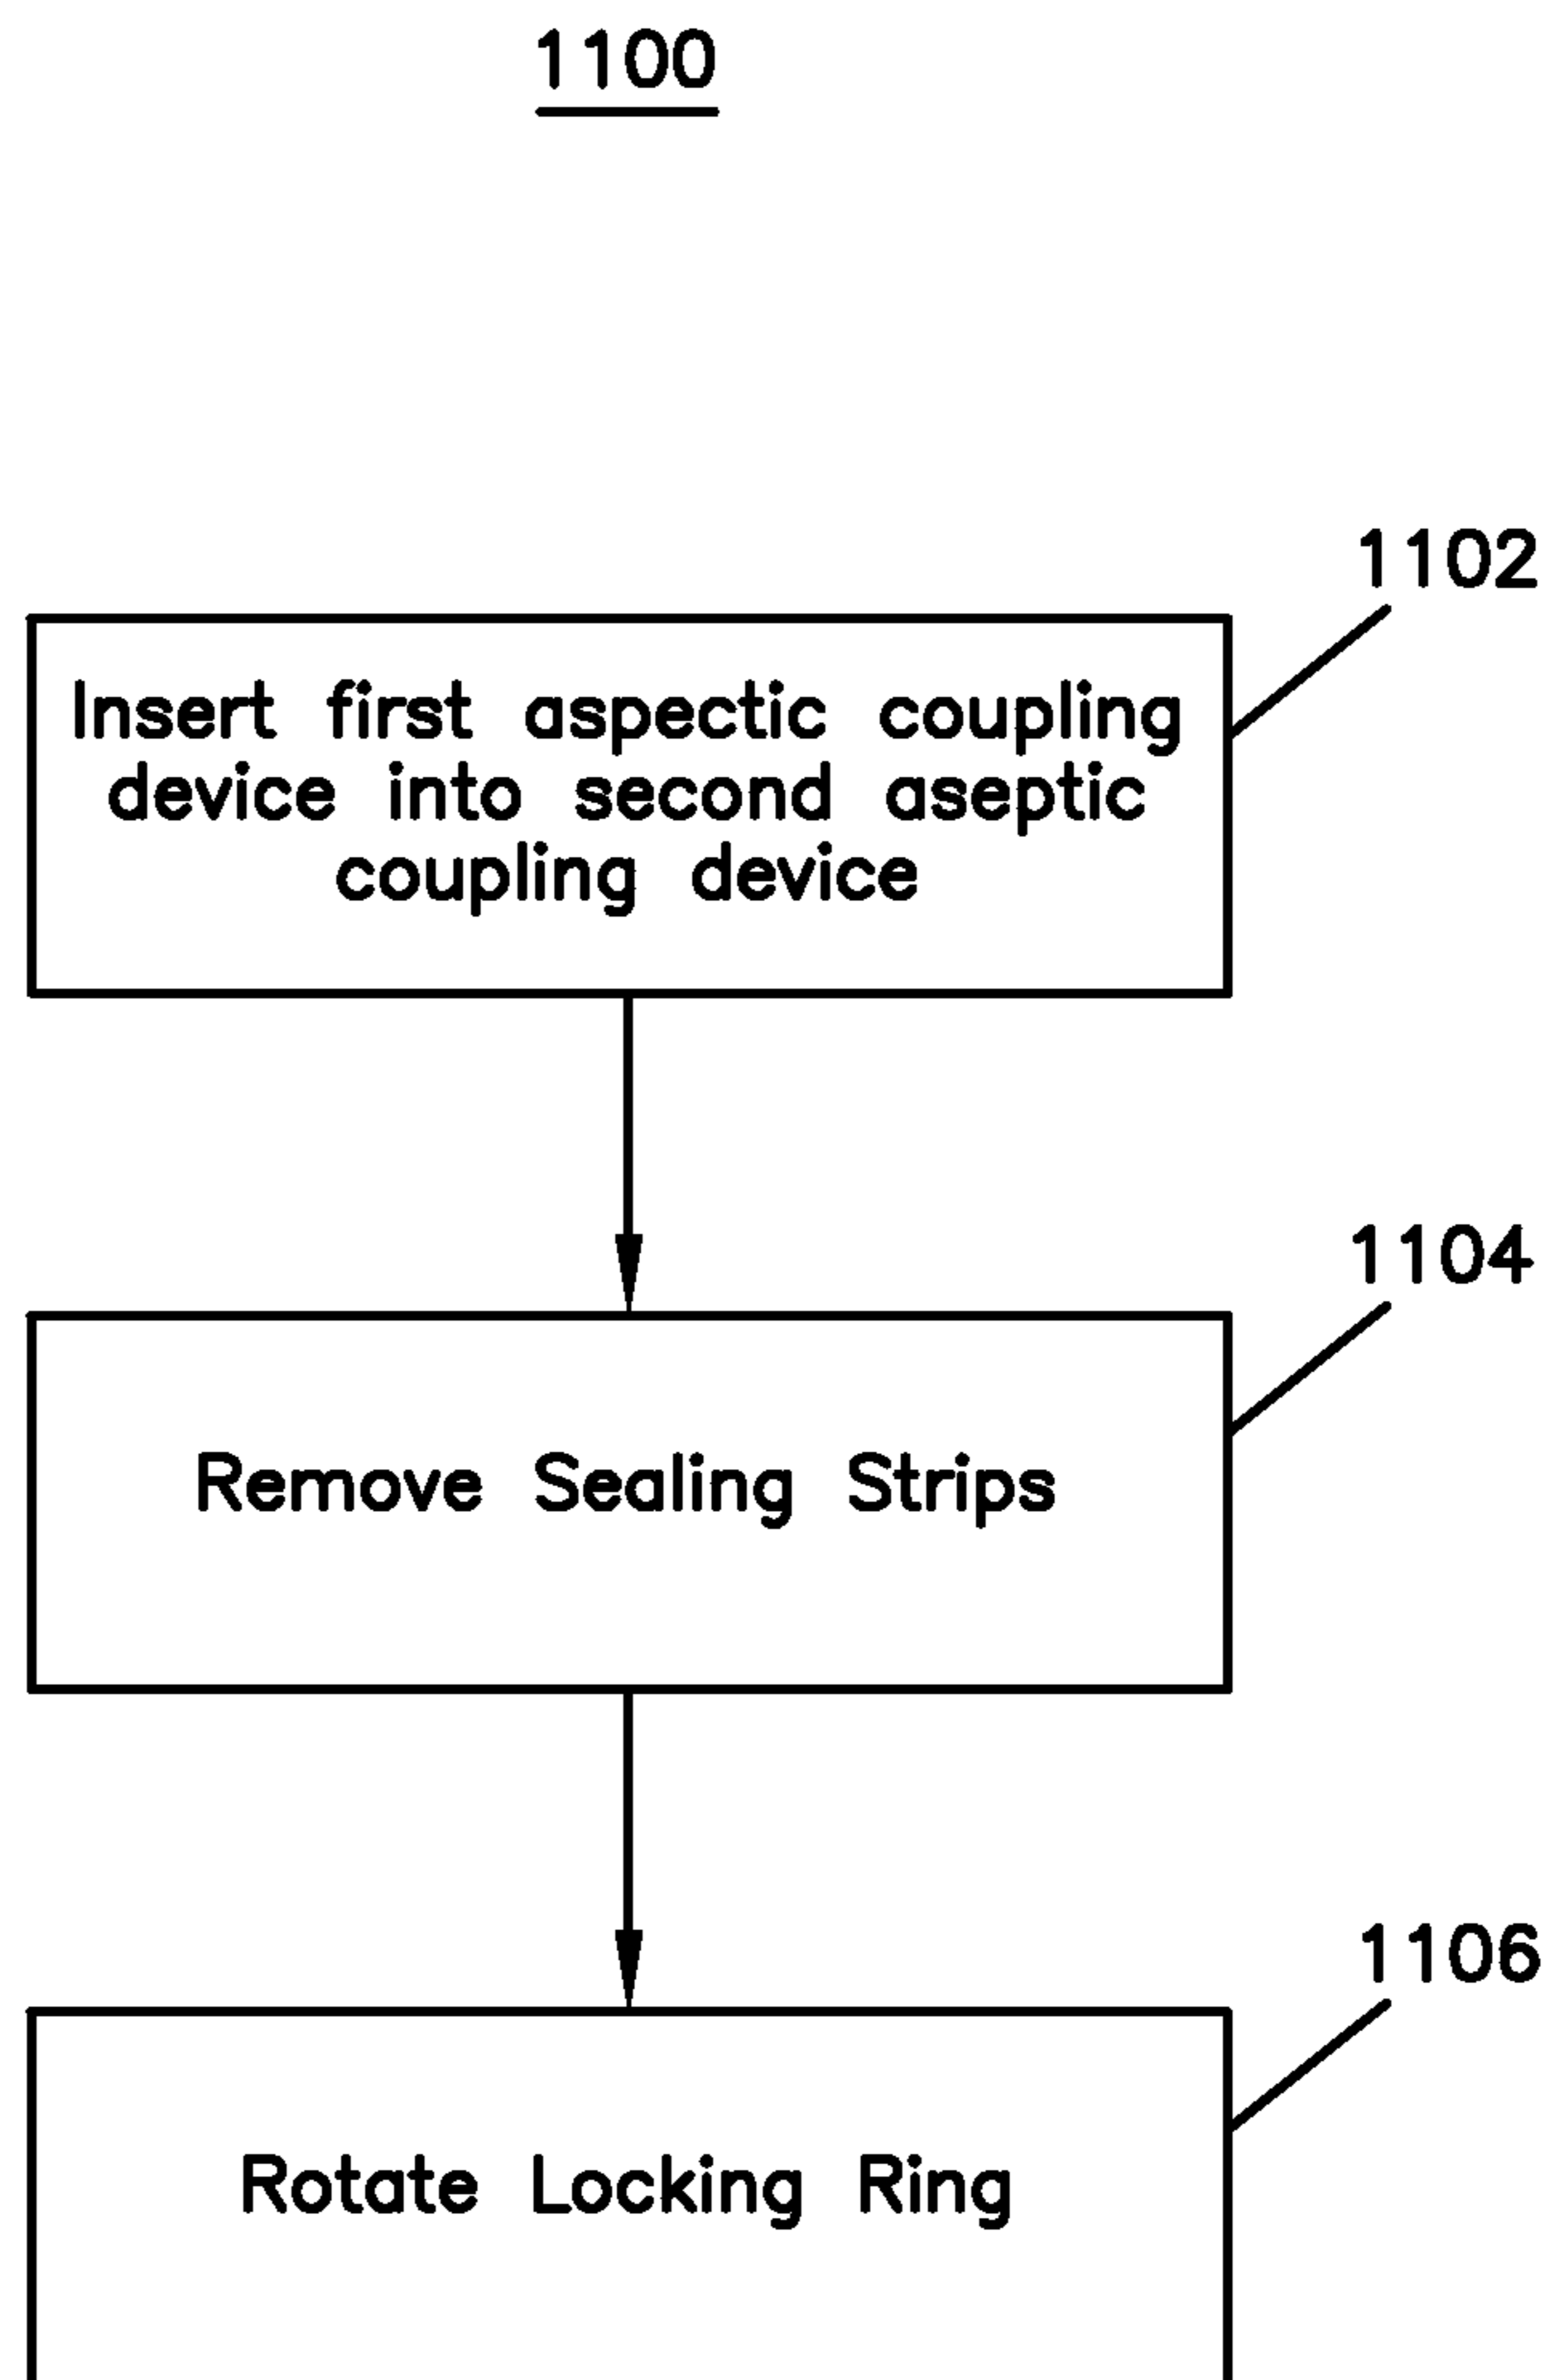 1100
1102
Insert first aspectic coupling
device into second aseptic
coupling device
1104
Remove Sealing Strips
1106
Rotate Locking Ring